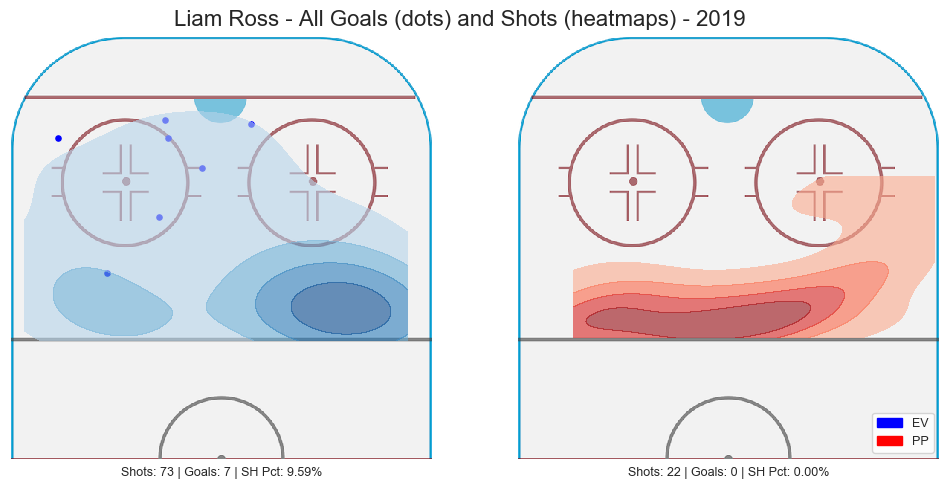 Liam Ross - All Goals (dots) and Shots (heatmaps) - 2019
EV
PP
Shots: 73 | Goals: 7 | SH Pct: 9.59%
Shots: 22 | Goals: 0 | SH Pct: 0.00%